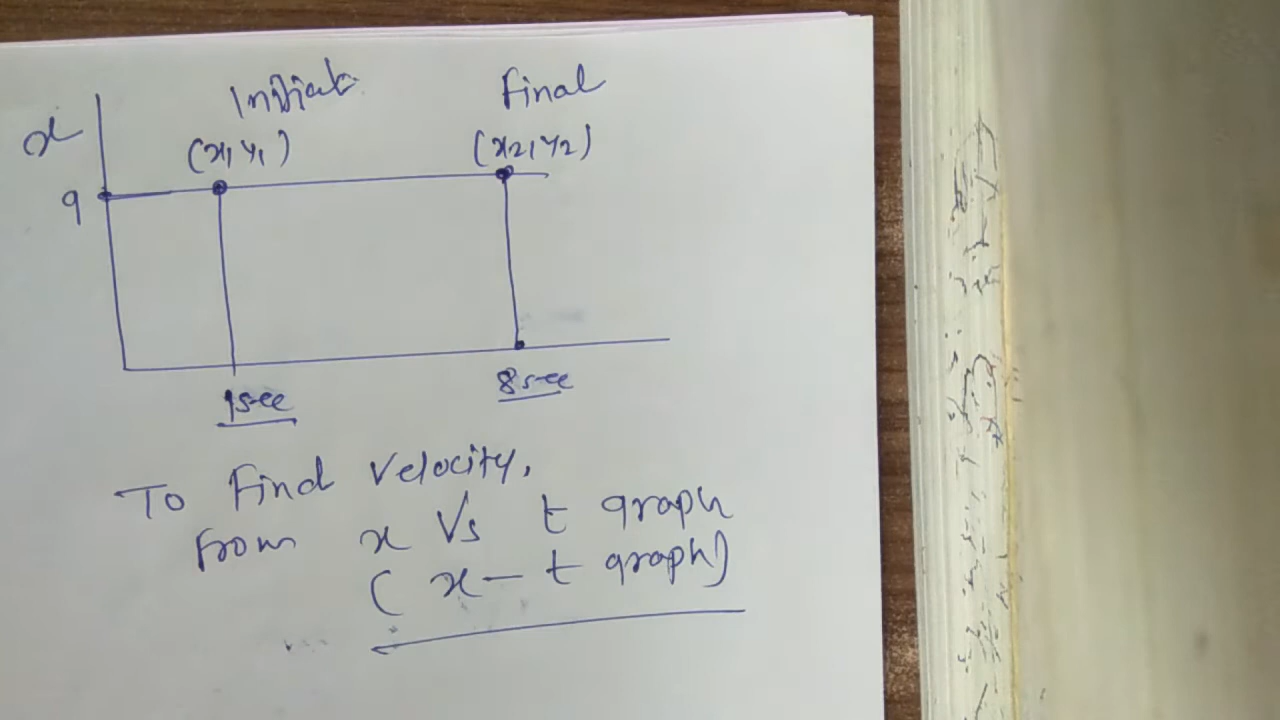 Initial Final
x (x1, y1) (x2, y2)
9
1sec 8sec
To Find Velocity,
From x Vs t graph
( x - t graph)